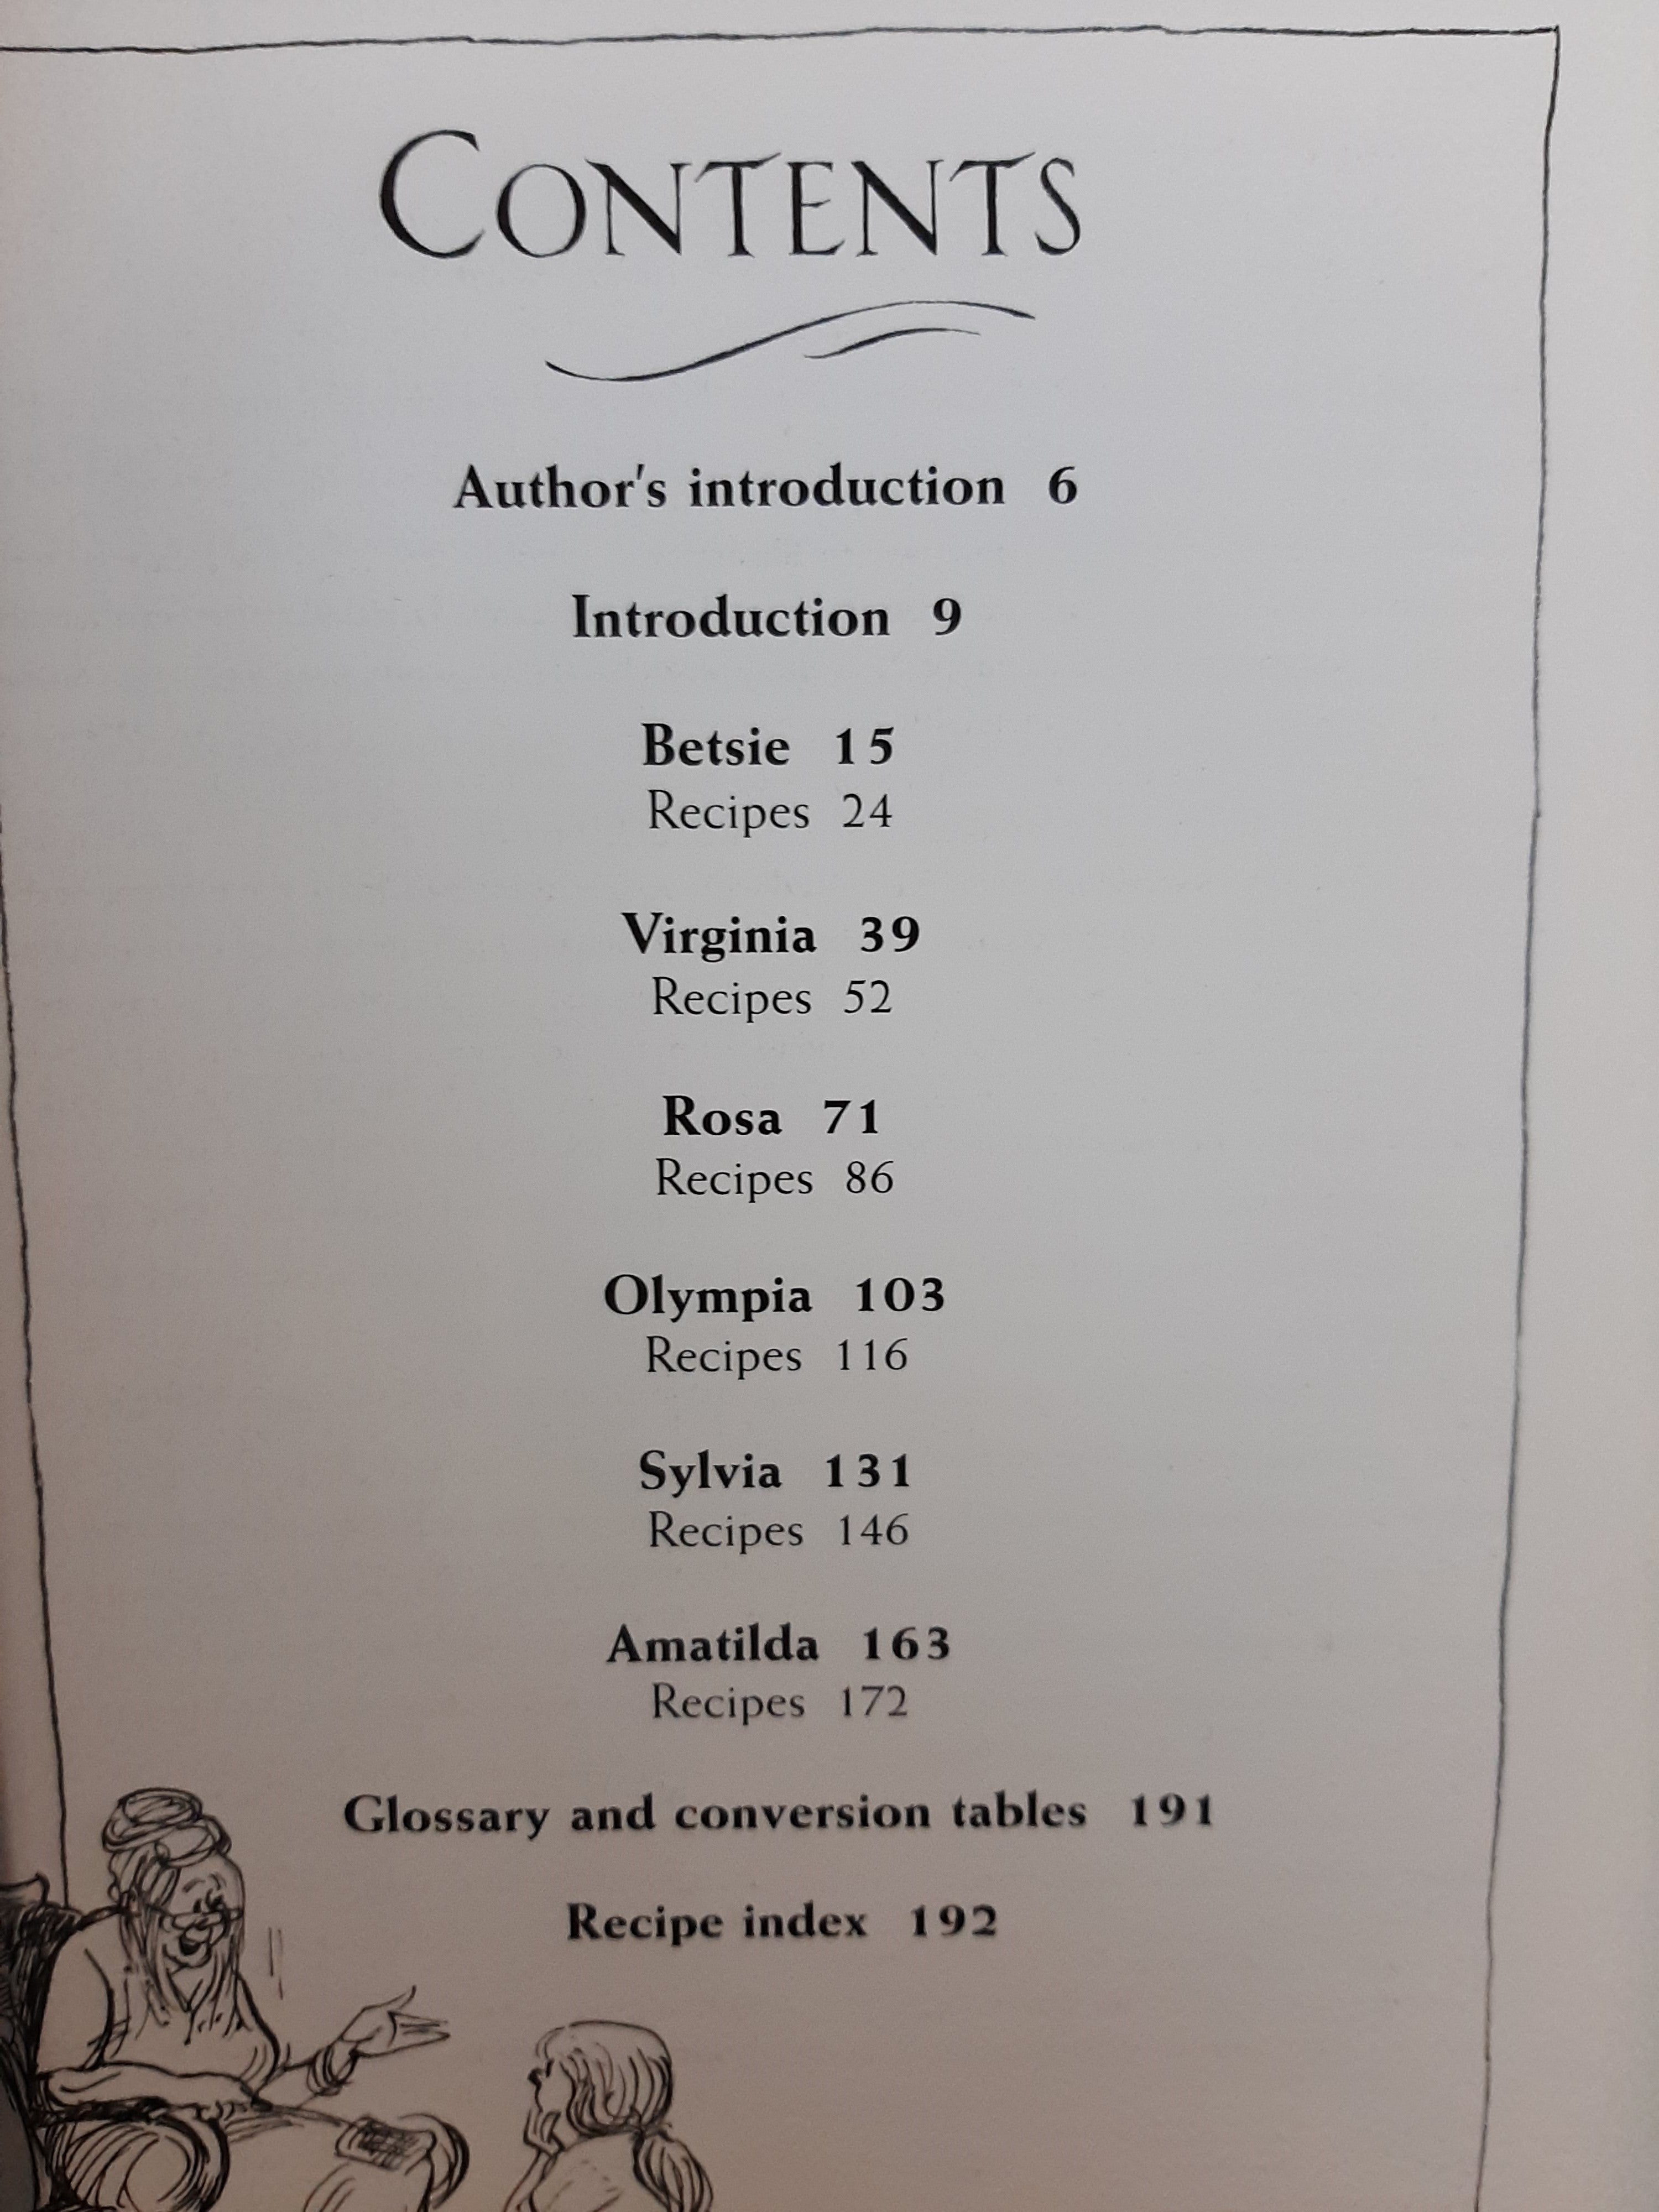 CONTENTS
Author's introduction 6
Introduction 9
Betsie 15
Recipes 24
Virginia 39
Recipes 52
Rosa 71
Recipes 86
Olympia 103
Recipes 116
Sylvia 131
Recipes 146
Amatilda 163
Recipes 172
Glossary and conversion tables 191
Recipe index 192